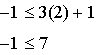 −1 ≤ 3(2) + 1
−1 ≤ 7